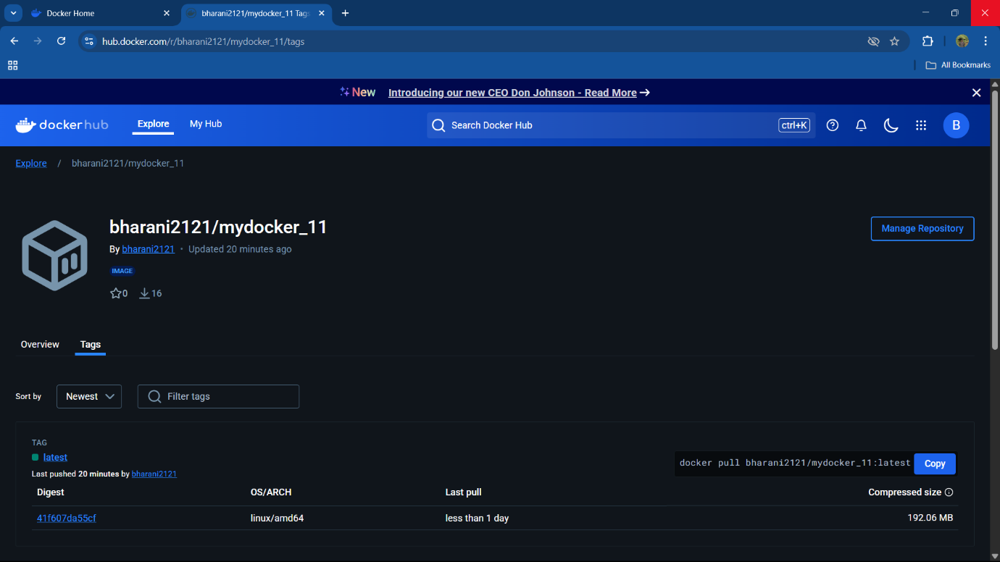 Docker Home
bharani2121/mydocker_11 Tags
hub.docker.com/r/bharani2121/mydocker_11/tags
All Bookmarks
New Introducing our new CEO Don Johnson - Read More →
dockerhub Explore My Hub Search Docker Hub ctrl+K B
Explore / bharani2121/mydocker_11
bharani2121/mydocker_11
Manage Repository
By bharani2121 • Updated 20 minutes ago
IMAGE
0 16
Overview Tags
Sort by Newest Filter tags
TAG
latest
docker pull bharani2121/mydocker_11:latest Copy
Last pushed 20 minutes by bharani2121
Digest OS/ARCH Last pull Compressed size
41f607da55cf linux/amd64 less than 1 day 192.06 MB